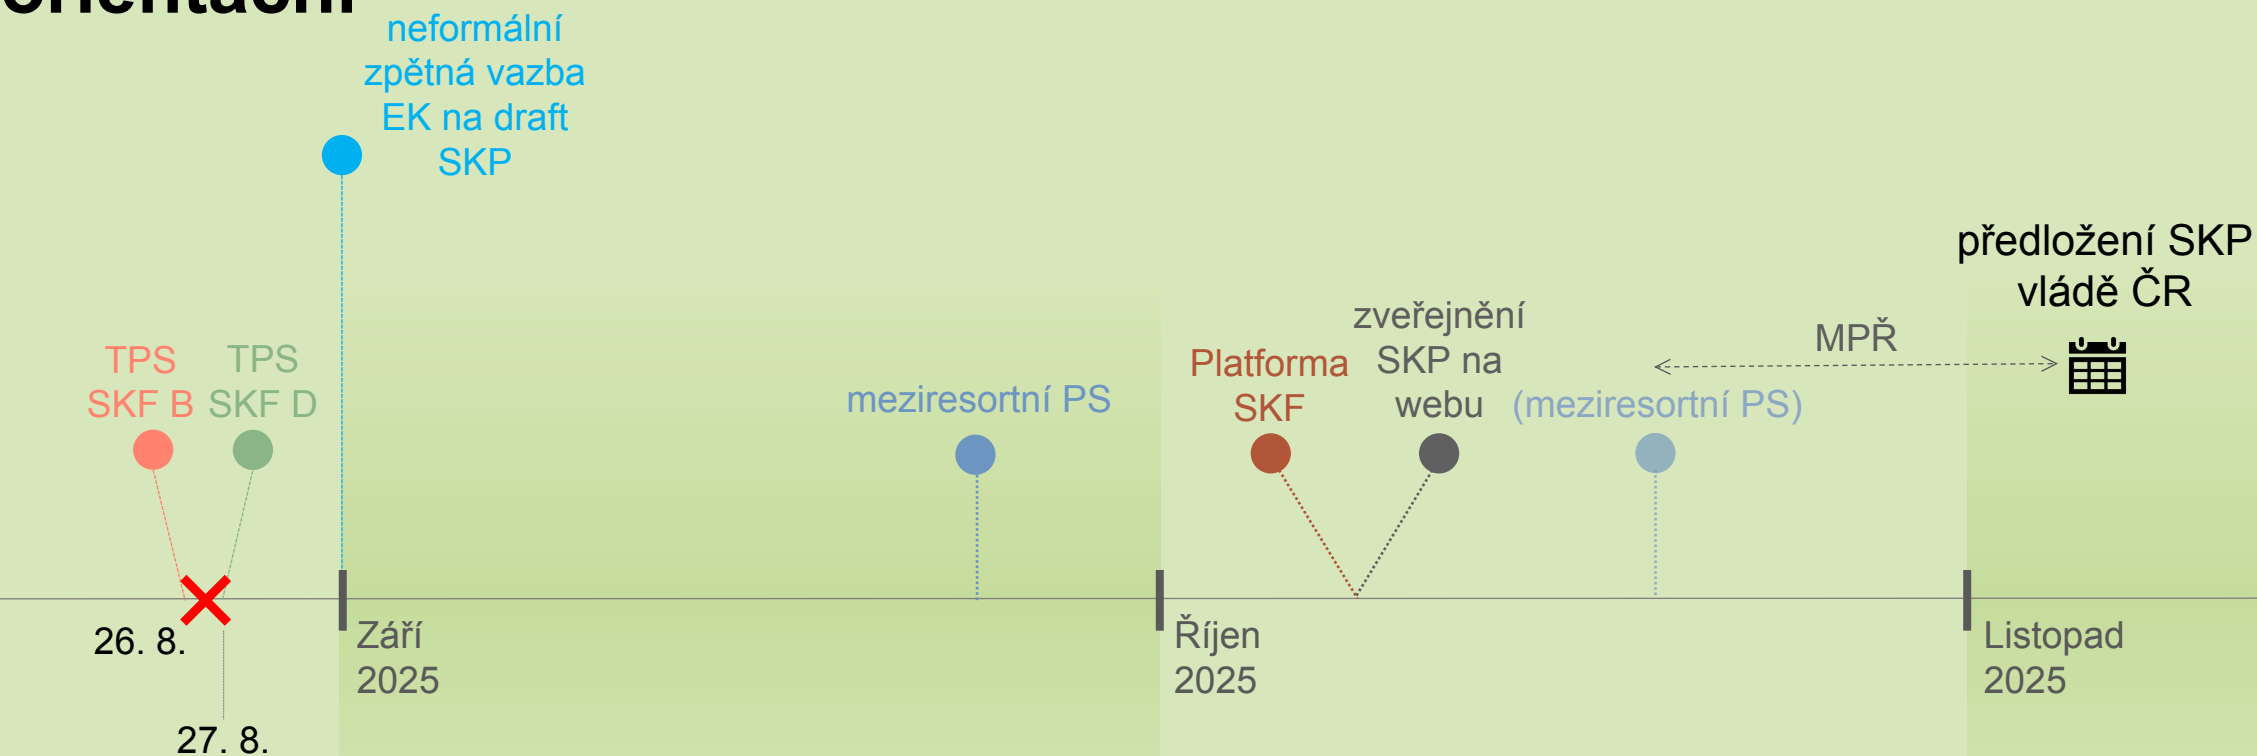 orientační
neformální
zpětná vazba
EK na draft
SKP
TPS
SKF B
TPS
SKF D
meziresortní PS
Platforma
SKF
zveřejnění
SKP na
webu
(meziresortní PS)
MPŘ
předložení SKP
vládě ČR
26. 8.
27. 8.
Září
2025
Říjen
2025
Listopad
2025